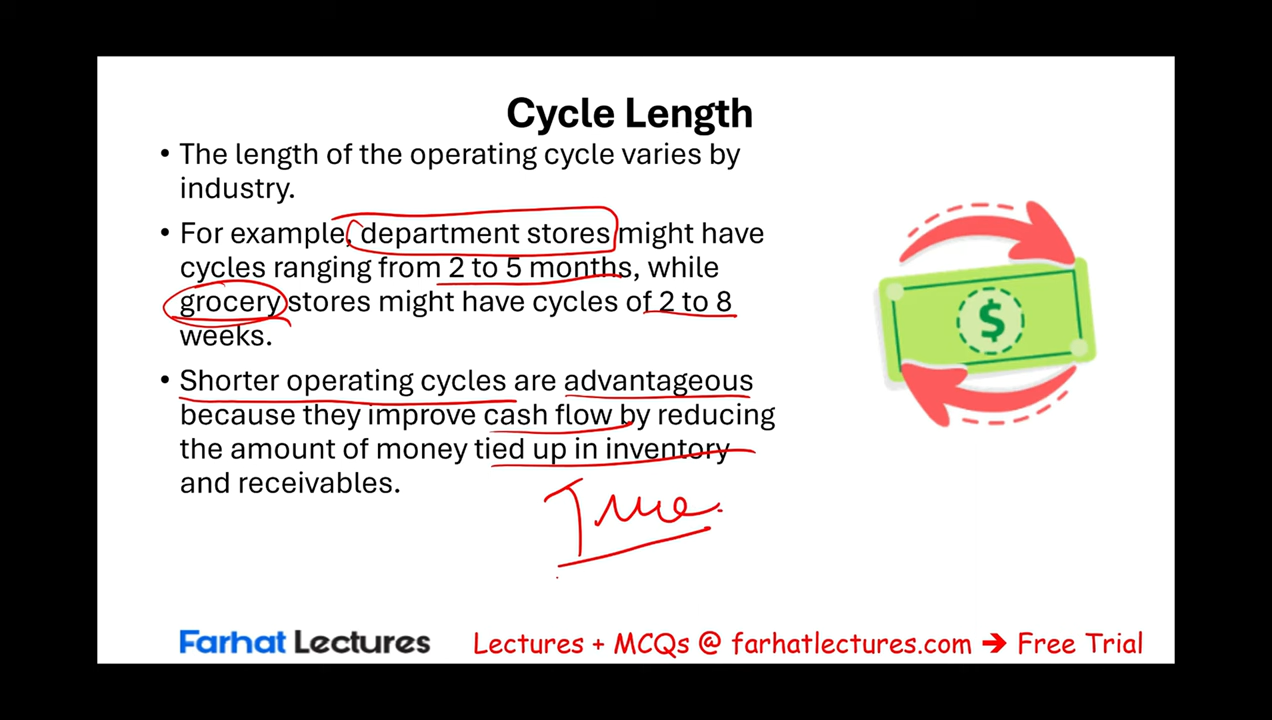 Cycle Length
• The length of the operating cycle varies by
industry.
• For example, department stores might have
cycles ranging from 2 to 5 months, while
grocery stores might have cycles of 2 to 8
weeks.
• Shorter operating cycles are advantageous
because they improve cash flow by reducing
the amount of money tied up in inventory
and receivables.
$
True.
Farhat Lectures Lectures + MCQs @ farhatlectures.com → Free Trial